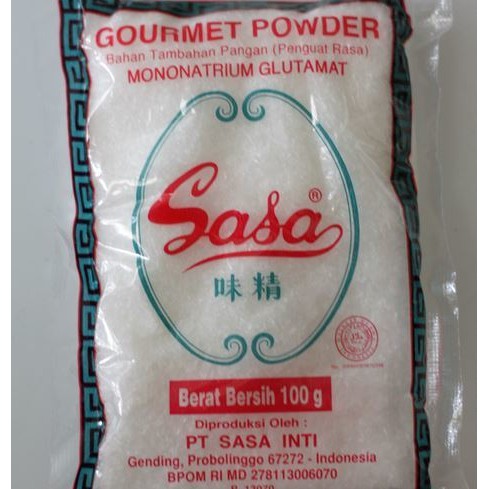 GOURMET POWDER
Bahan Tambahan Pangan (Penguat Rasa)
MONONATRIUM GLUTAMAT
Sasa®
味精
Berat Bersih 100 g
Diproduksi Oleh :
PT SASA INTI
Gending, Probolinggo 67272 - Indonesia
BPOM RI MD 278113006070